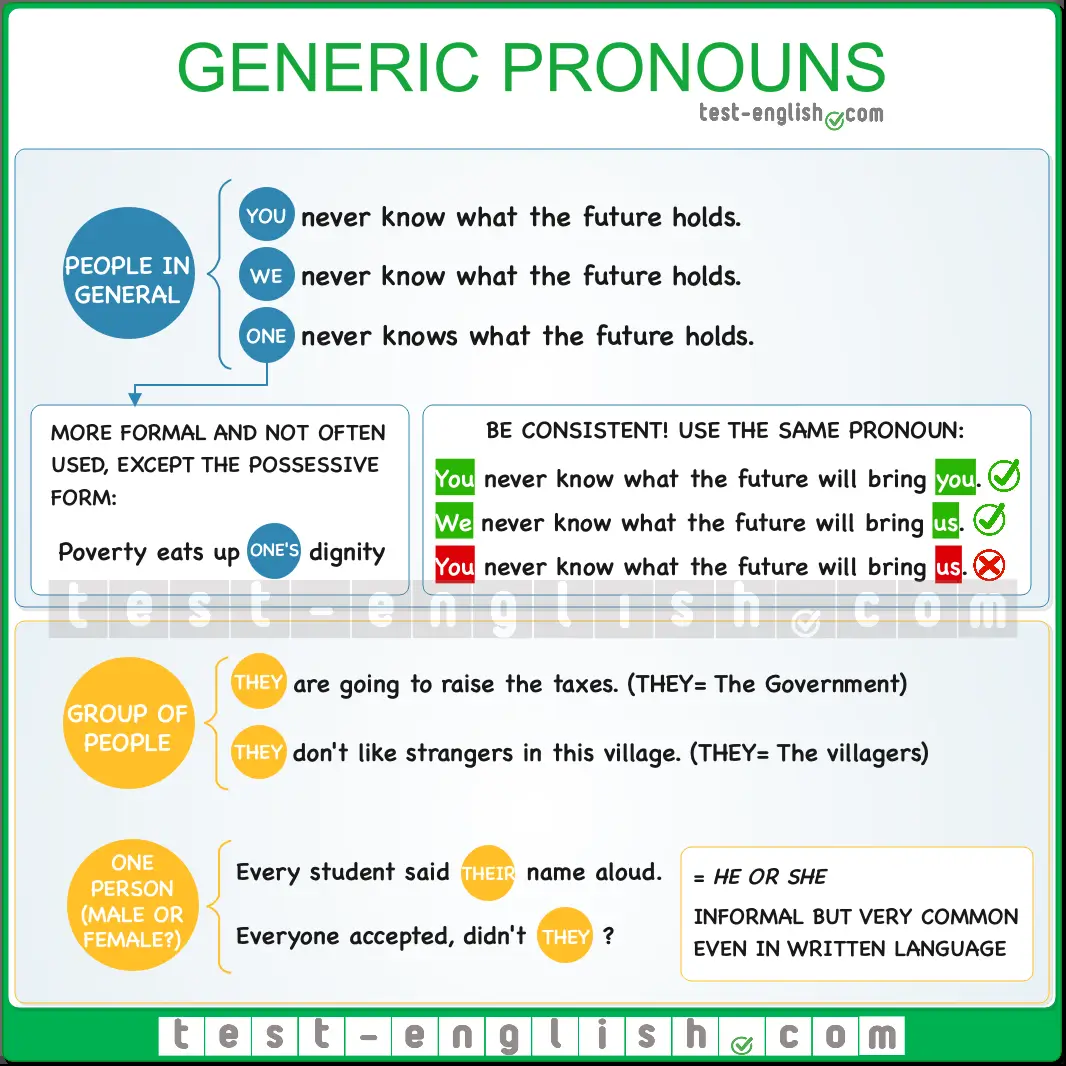 GENERIC PRONOUNS
test-english.com
PEOPLE IN
GENERAL
YOU never know what the future holds.
WE never know what the future holds.
ONE never knows what the future holds.
MORE FORMAL AND NOT OFTEN
USED, EXCEPT THE POSSESSIVE
FORM:
Poverty eats up ONE'S dignity
BE CONSISTENT! USE THE SAME PRONOUN:
You never know what the future will bring you.
We never know what the future will bring us.
You never know what the future will bring us.
test-english.com
GROUP OF
PEOPLE
THEY are going to raise the taxes. (THEY= The Government)
THEY don't like strangers in this village. (THEY= The villagers)
ONE
PERSON
(MALE OR
FEMALE?)
Every student said THEIR name aloud.
Everyone accepted, didn't THEY ?
= HE OR SHE
INFORMAL BUT VERY COMMON
EVEN IN WRITTEN LANGUAGE
test-english.com